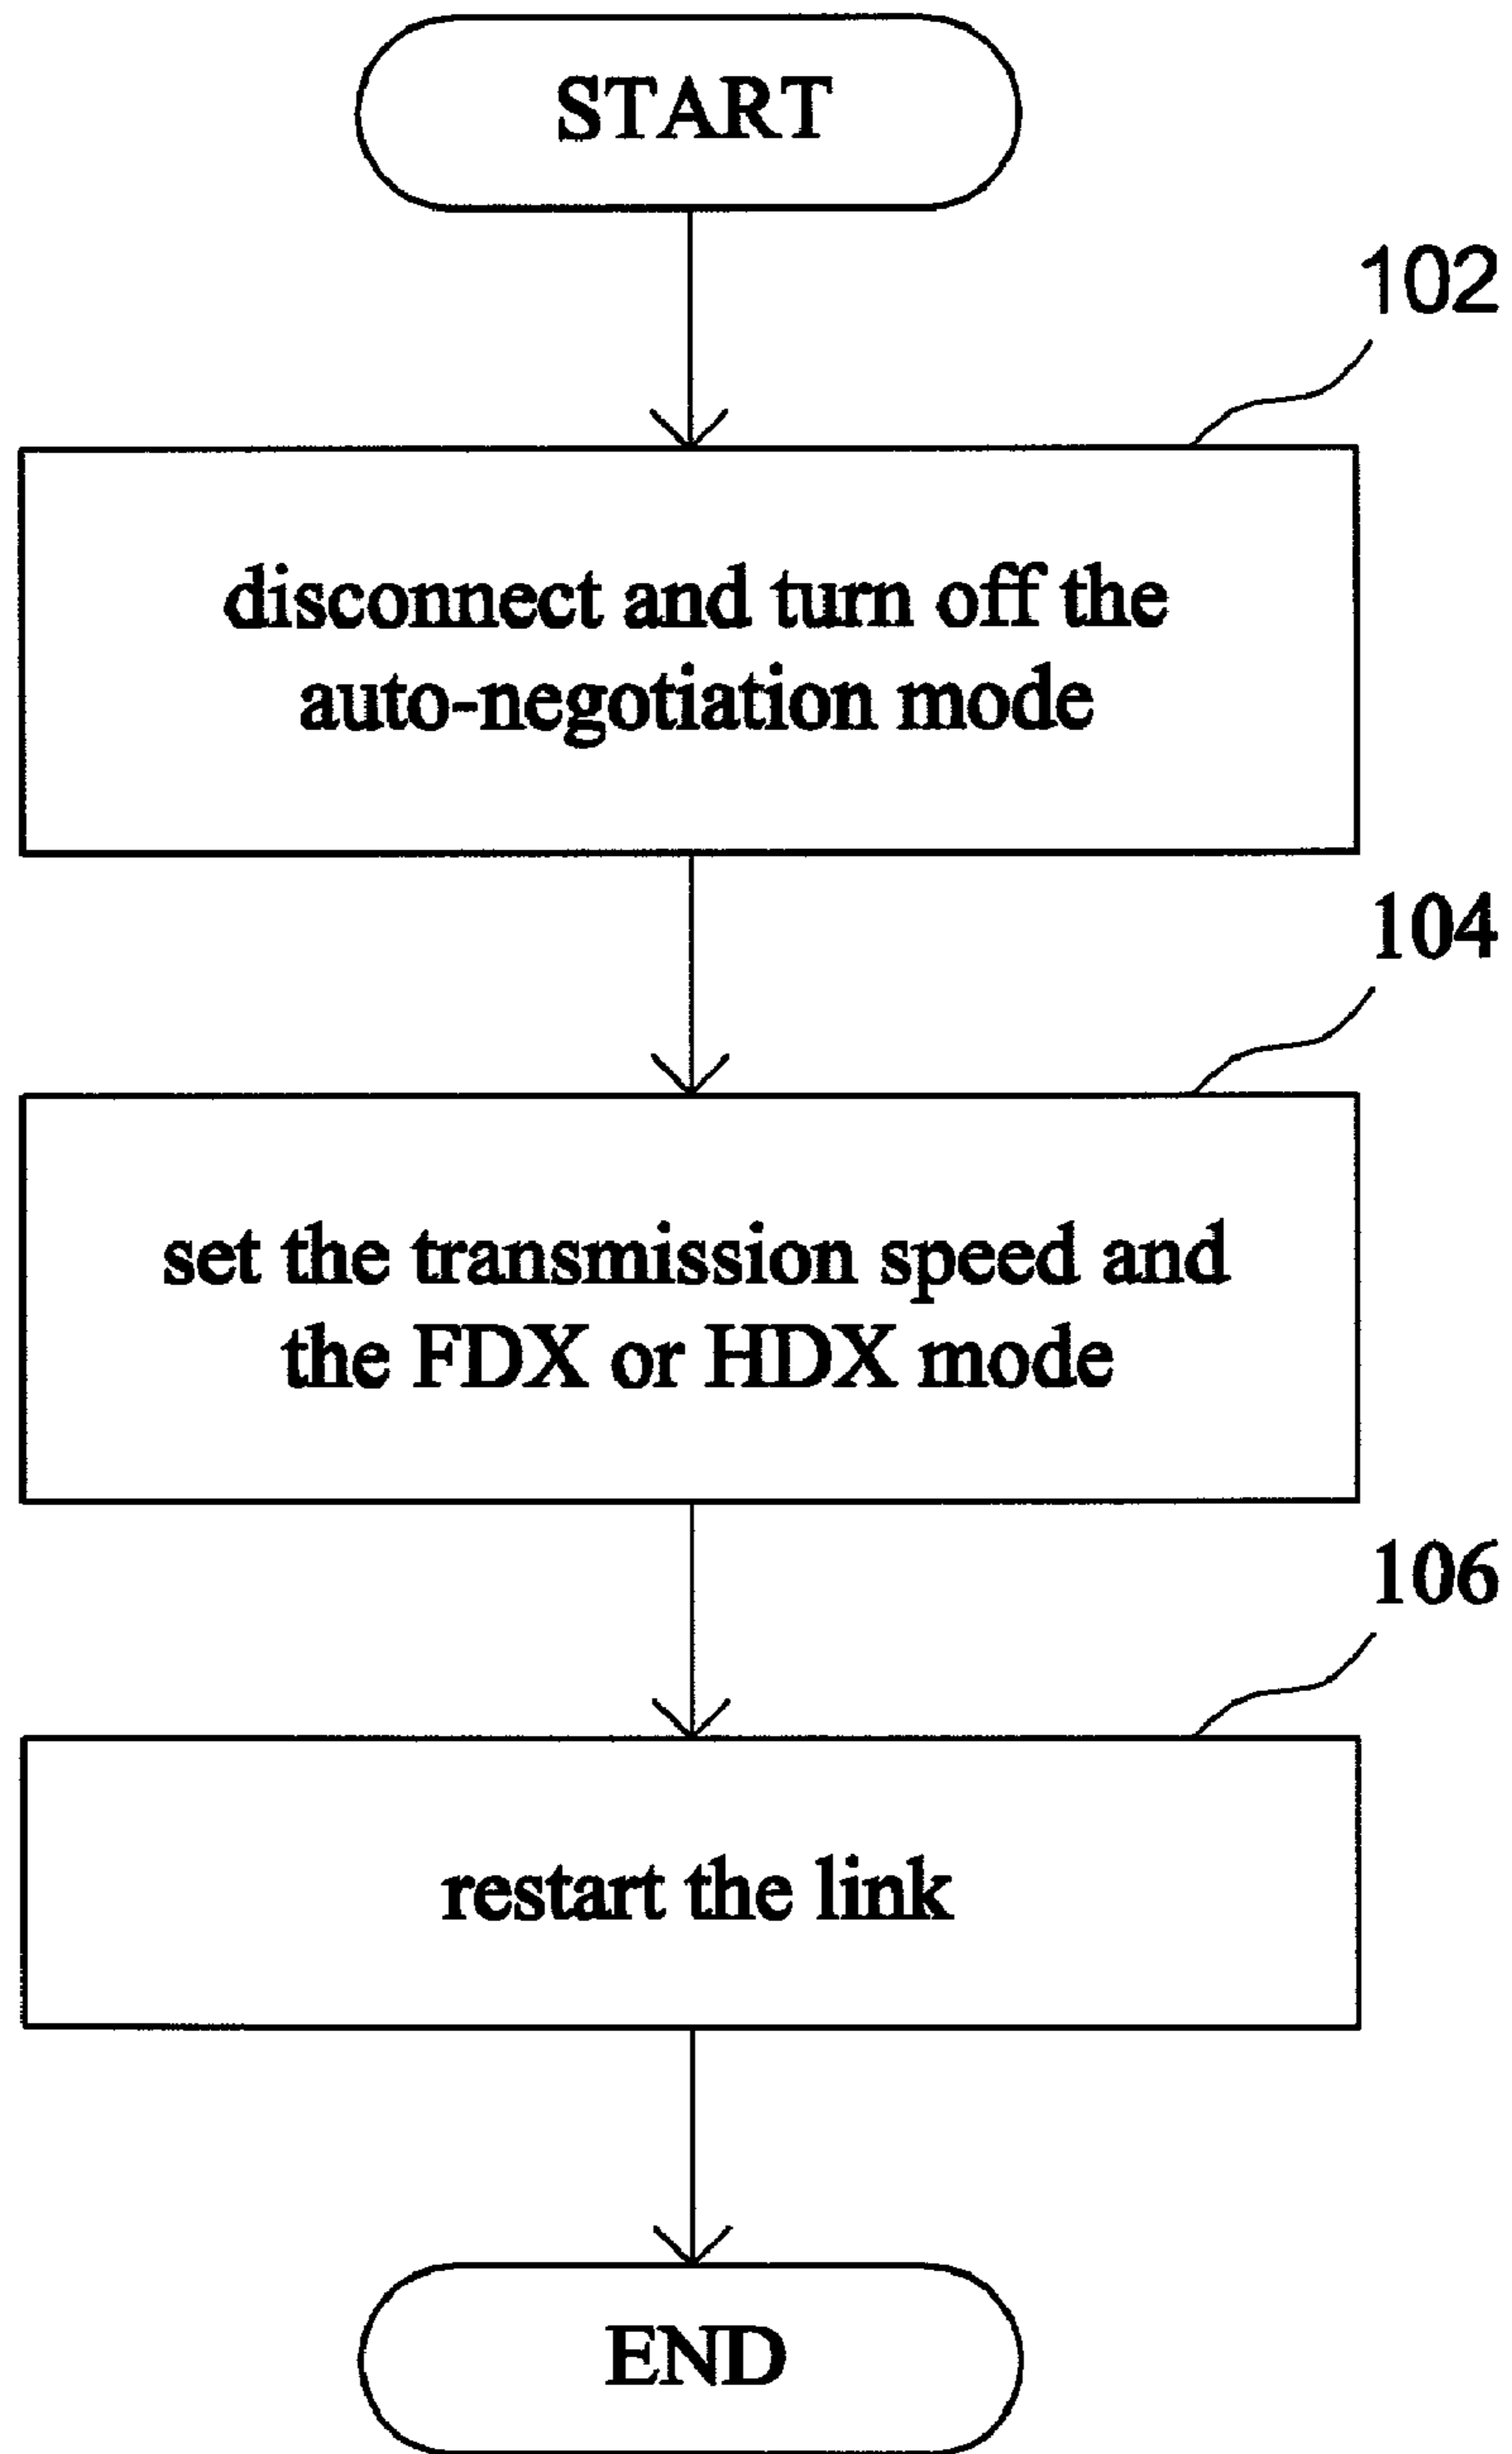 START
102
disconnect and turn off the
auto-negotiation mode
104
set the transmission speed and
the FDX or HDX mode
106
restart the link
END